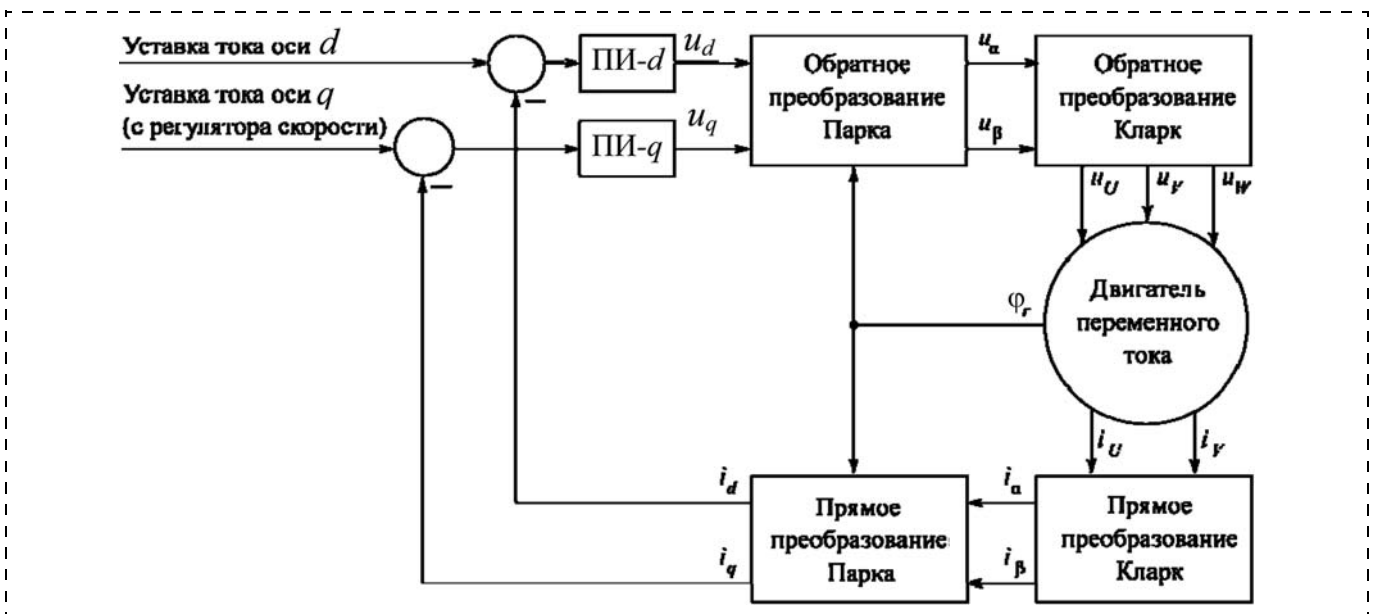 Уставка тока оси d
Уставка тока оси q
(с регулятора скорости)
ПИ-d
ПИ-q
u_d
u_q
Обратное
преобразование
Парка
u_α
u_β
Обратное
преобразование
Кларк
u_U u_V u_W
φ_r
Двигатель
переменного
тока
i_U i_V
i_d
i_q
Прямое
преобразование
Парка
i_α
i_β
Прямое
преобразование
Кларк